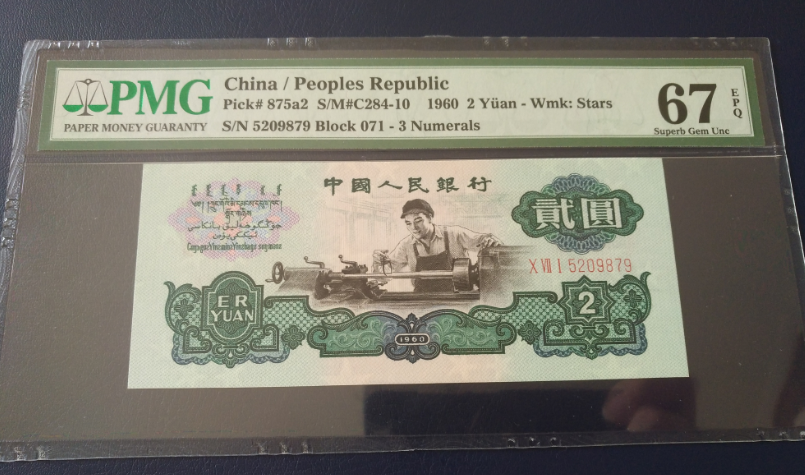 PMG
PAPER MONEY GUARANTY
China / Peoples Republic
Pick# 875a2 S/M#C284-10 1960 2 Yüan - Wmk: Stars
S/N 5209879 Block 071 - 3 Numerals
67
EPQ
Superb Gem Unc
中國人民銀行
貳圓
X VII I 5209879
ER
YUAN
2
1960